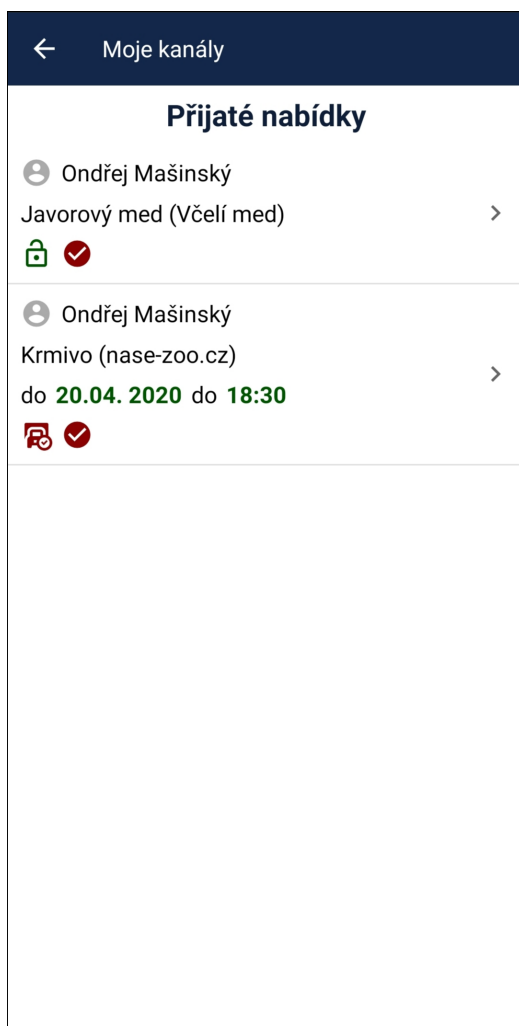 Moje kanály
Přijaté nabídky
Ondřej Mašinský
Javorový med (Včelí med)
Ondřej Mašinský
Krmivo (nase-zoo.cz)
do 20.04. 2020 do 18:30